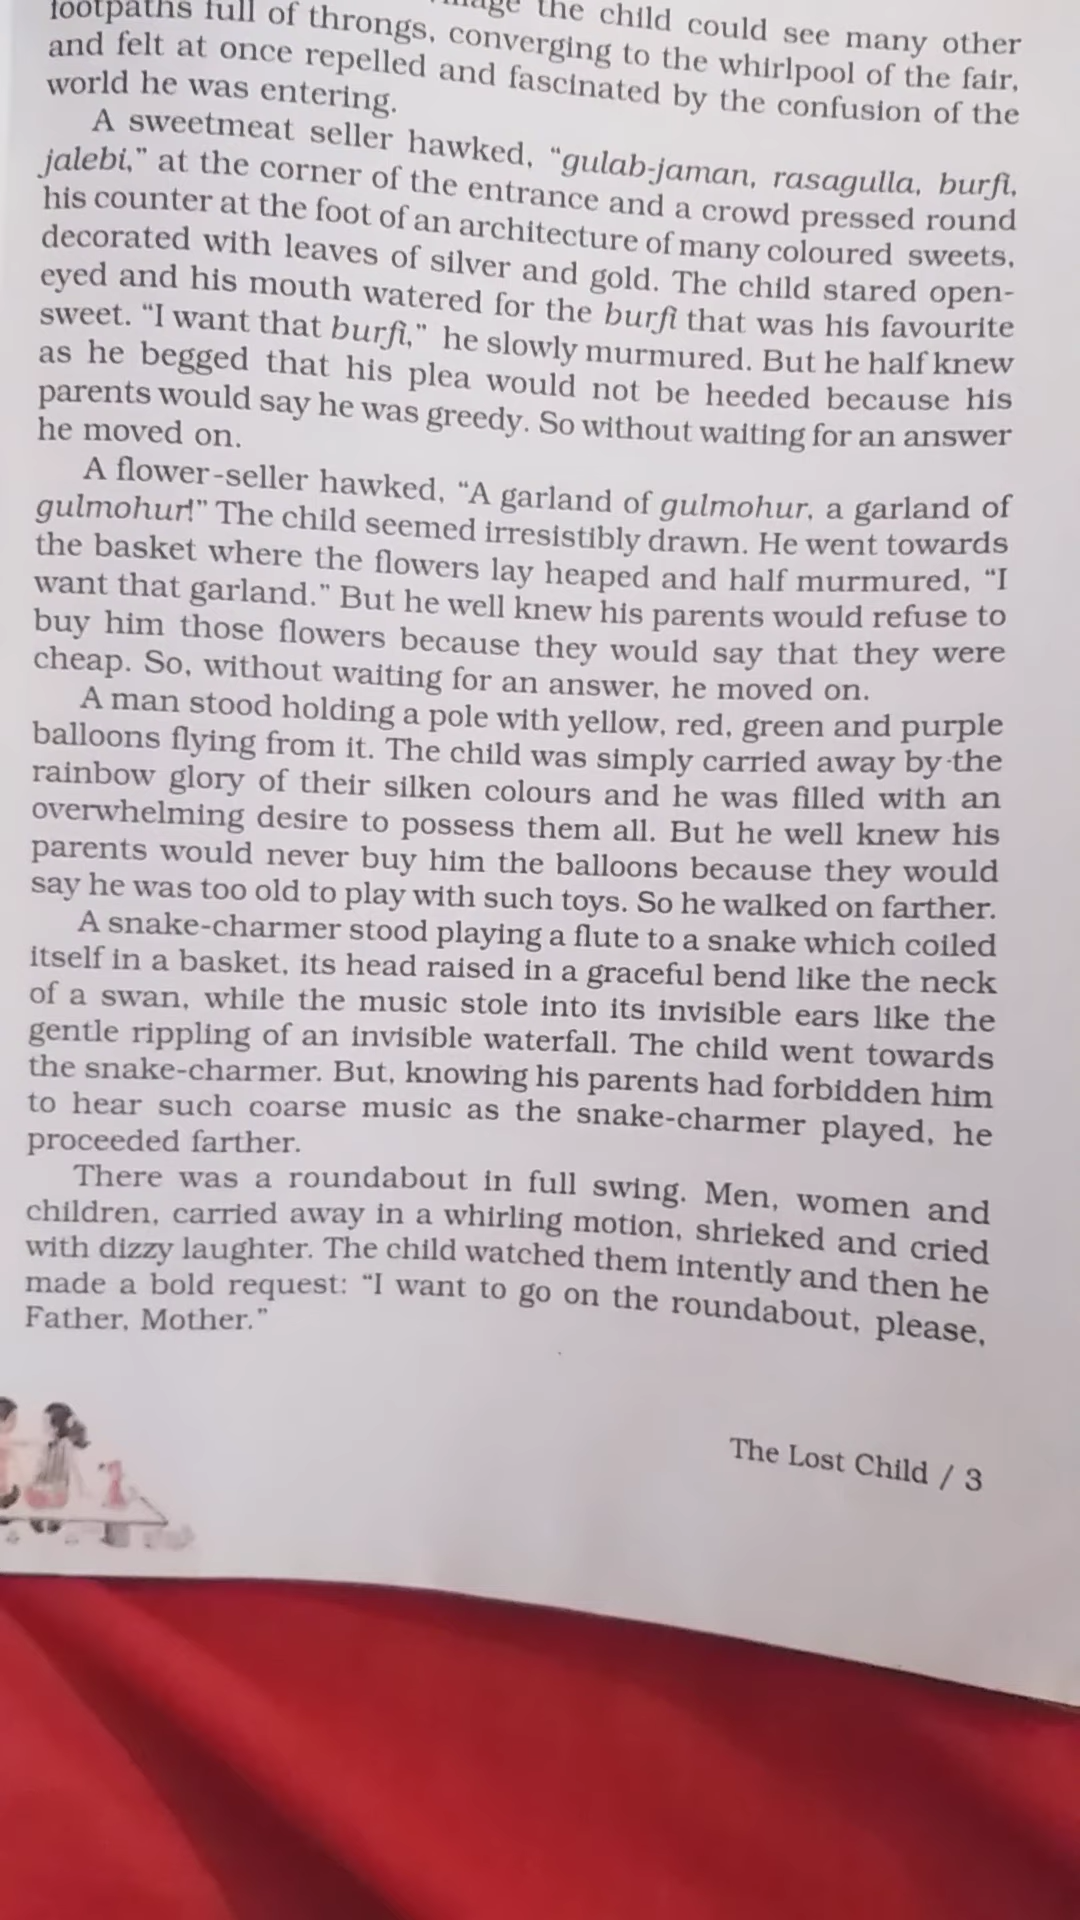 the child could see many other
footpaths full of throngs, converging to the whirlpool of the fair,
and felt at once repelled and fascinated by the confusion of the
world he was entering.
A sweetmeat seller hawked, “gulab-jaman, rasagulla, burfi,
jalebi,” at the corner of the entrance and a crowd pressed round
his counter at the foot of an architecture of many coloured sweets,
decorated with leaves of silver and gold. The child stared open-
eyed and his mouth watered for the burfi that was his favourite
sweet. “I want that burfi,” he slowly murmured. But he half knew
as he begged that his plea would not be heeded because his
parents would say he was greedy. So without waiting for an answer
he moved on.
A flower-seller hawked, “A garland of gulmohur, a garland of
gulmohur!” The child seemed irresistibly drawn. He went towards
the basket where the flowers lay heaped and half murmured, “I
want that garland.” But he well knew his parents would refuse to
buy him those flowers because they would say that they were
cheap. So, without waiting for an answer, he moved on.
A man stood holding a pole with yellow, red, green and purple
balloons flying from it. The child was simply carried away by the
rainbow glory of their silken colours and he was filled with an
overwhelming desire to possess them all. But he well knew his
parents would never buy him the balloons because they would
say he was too old to play with such toys. So he walked on farther.
A snake-charmer stood playing a flute to a snake which coiled
itself in a basket, its head raised in a graceful bend like the neck
of a swan, while the music stole into its invisible ears like the
gentle rippling of an invisible waterfall. The child went towards
the snake-charmer. But, knowing his parents had forbidden him
to hear such coarse music as the snake-charmer played, he
proceeded farther.
There was a roundabout in full swing. Men, women and
children, carried away in a whirling motion, shrieked and cried
with dizzy laughter. The child watched them intently and then he
made a bold request: “I want to go on the roundabout, please,
Father, Mother.”
The Lost Child / 3